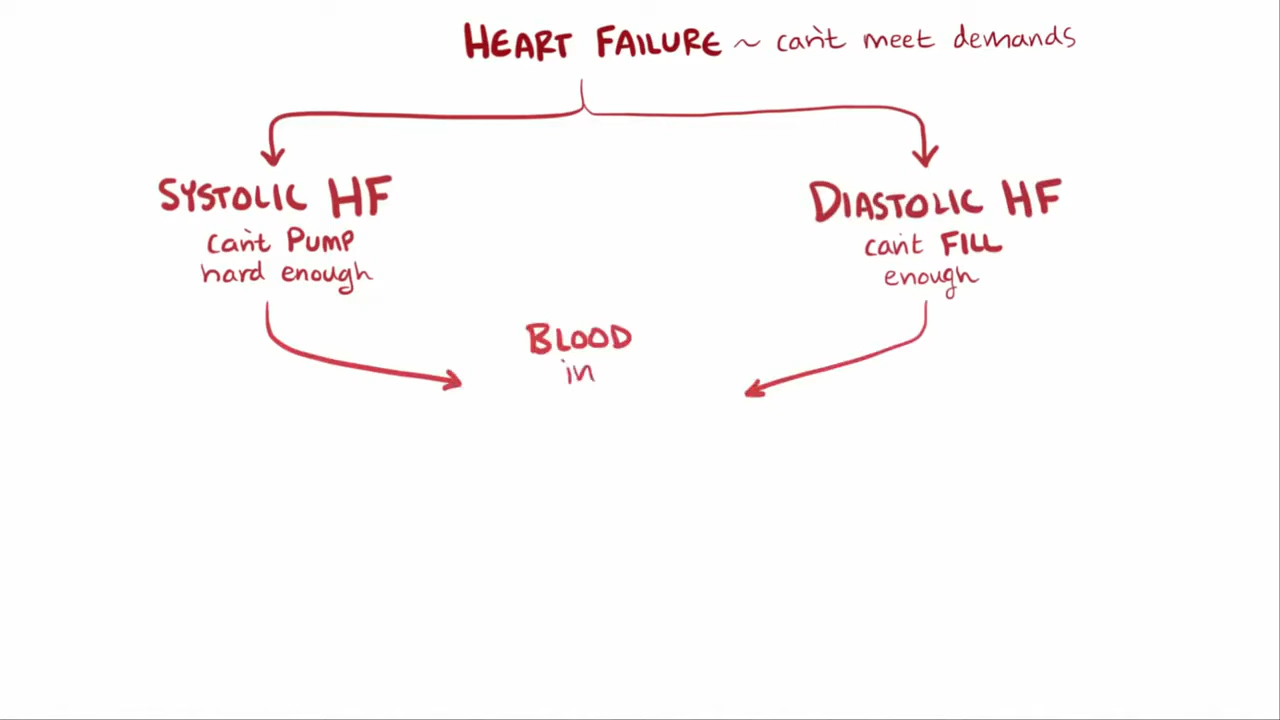 HEART FAILURE ~ can't meet demands
SYSTOLIC HF
can't PUMP
hard enough
DIASTOLIC HF
can't FILL
enough
BLOOD
in